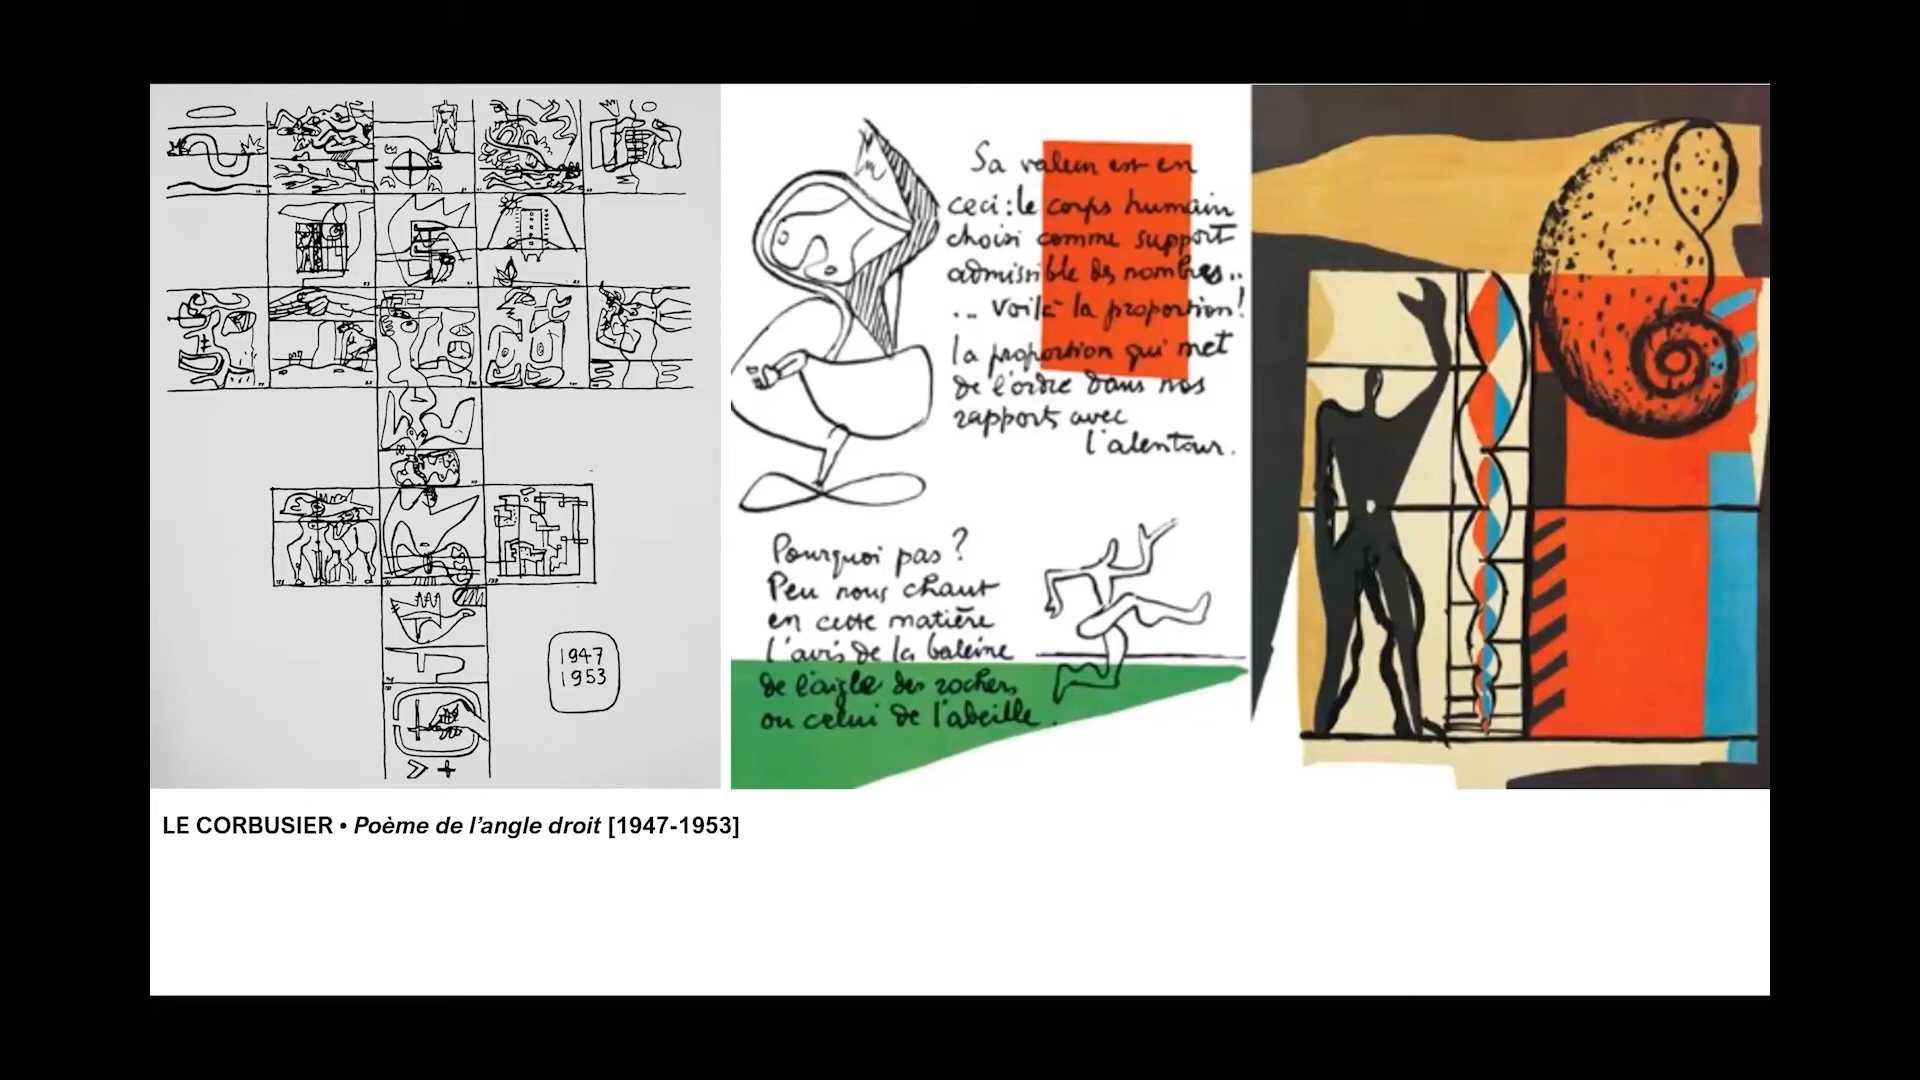 1947
1953
Sa valeur est en
ceci : le corps humain
choisi comme support
admissible des nombres..
... voilà la proportion !
la proportion qui met
de l'ordre dans nos
rapports avec
l'alentour.
Pourquoi pas ?
Peu nous chaut
en cette matière
l'avis de la baleine
de l'aigle des rochers
ou celui de l'abeille.
LE CORBUSIER • Poème de l'angle droit [1947-1953]